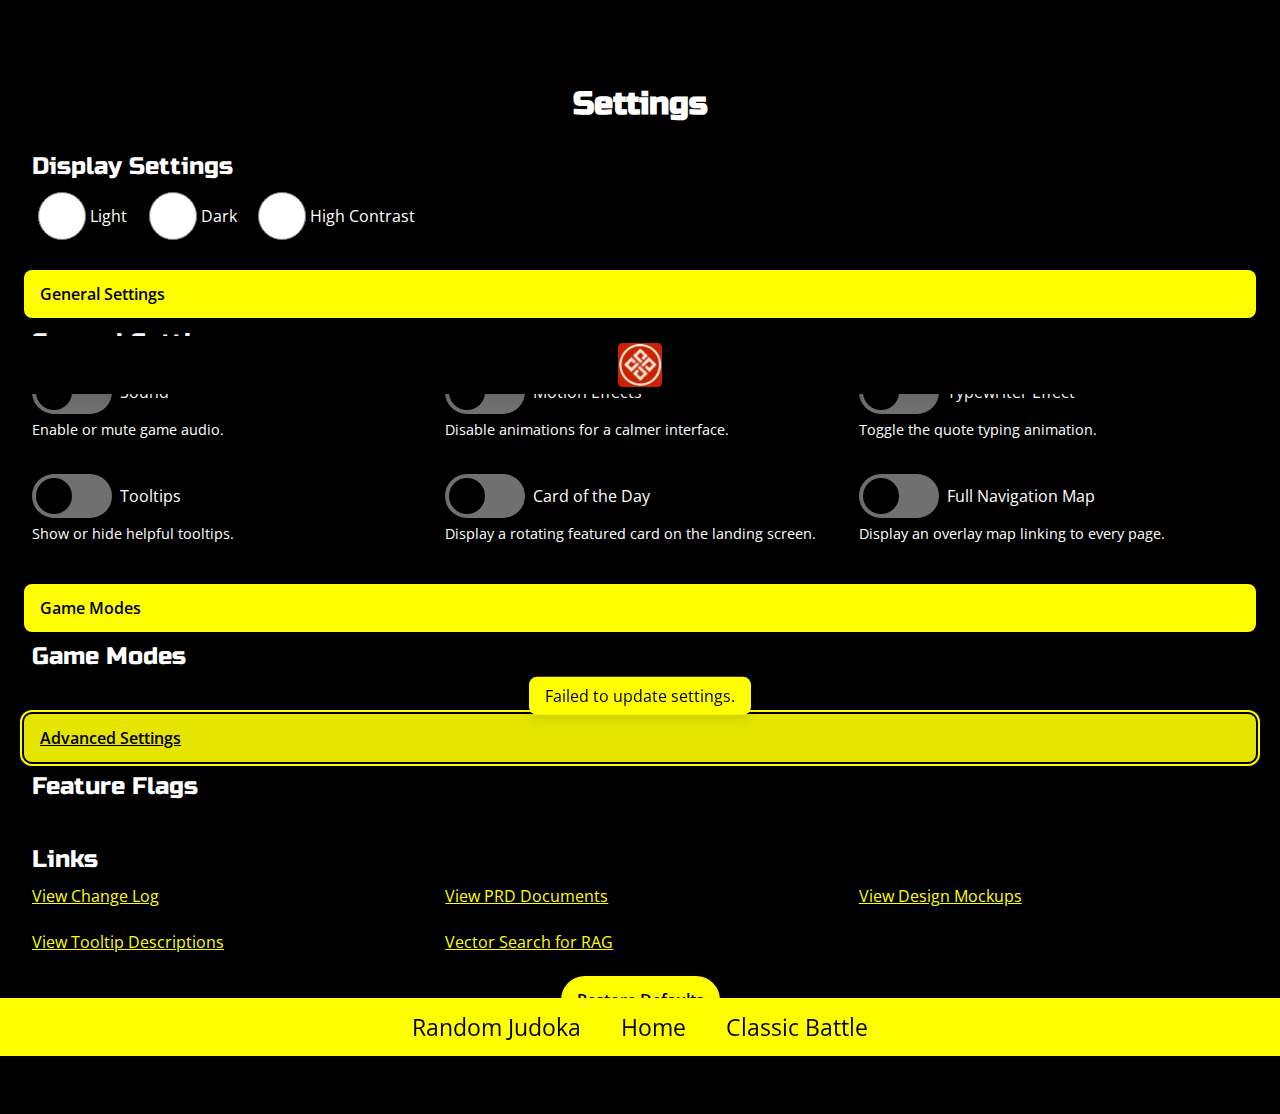 Settings
Display Settings
Light Dark High Contrast
General Settings
Sound Motion Effects Typewriter Effect
Enable or mute game audio. Disable animations for a calmer interface. Toggle the quote typing animation.
Tooltips Card of the Day Full Navigation Map
Show or hide helpful tooltips. Display a rotating featured card on the landing screen. Display an overlay map linking to every page.
Game Modes
Game Modes
Failed to update settings.
Advanced Settings
Feature Flags
Links
View Change Log View PRD Documents View Design Mockups
View Tooltip Descriptions Vector Search for RAG
Restore Defaults
Random Judoka Home Classic Battle